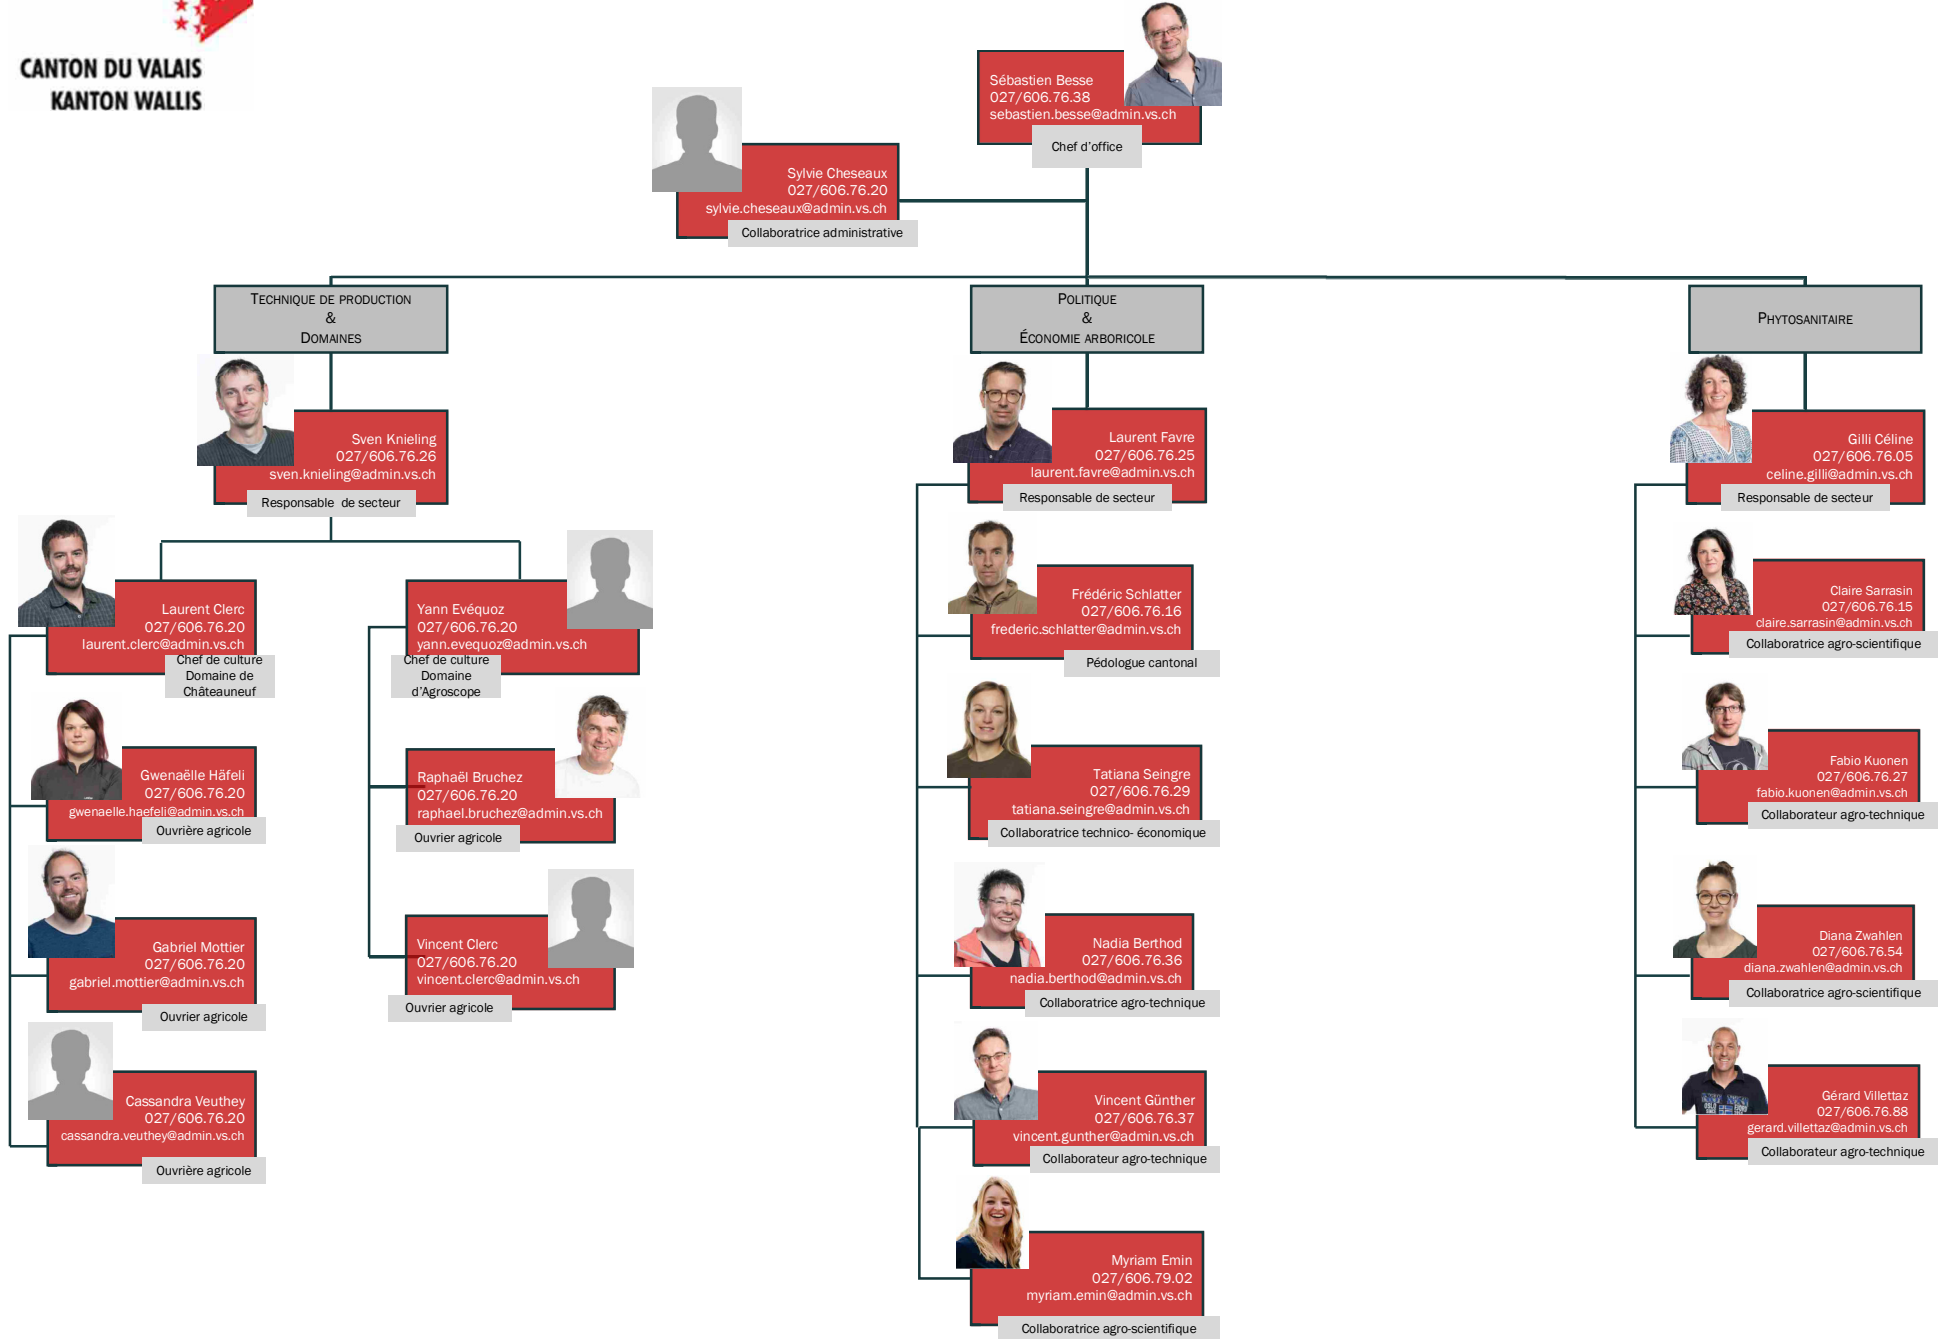 CANTON DU VALAIS
KANTON WALLIS
Sébastien Besse
027/606.76.38
sebastien.besse@admin.vs.ch
Chef d'office
Sylvie Cheseaux
027/606.76.20
sylvie.cheseaux@admin.vs.ch
Collaboratrice administrative
TECHNIQUE DE PRODUCTION
&
DOMAINES
Sven Knieling
027/606.76.26
sven.knieling@admin.vs.ch
Responsable de secteur
Laurent Clerc
027/606.76.20
laurent.clerc@admin.vs.ch
Chef de culture
Domaine de
Châteauneuf
Gwenaëlle Häfeli
027/606.76.20
gwenaelle.haefeli@admin.vs.ch
Ouvrière agricole
Gabriel Mottier
027/606.76.20
gabriel.mottier@admin.vs.ch
Ouvrier agricole
Cassandra Veuthey
027/606.76.20
cassandra.veuthey@admin.vs.ch
Ouvrière agricole
Yann Evéquoz
027/606.76.20
yann.evequoz@admin.vs.ch
Chef de culture
Domaine
d'Agroscope
Raphaël Bruchez
027/606.76.20
raphael.bruchez@admin.vs.ch
Ouvrier agricole
Vincent Clerc
027/606.76.20
vincent.clerc@admin.vs.ch
Ouvrier agricole
POLITIQUE
&
ÉCONOMIE ARBORICOLE
Laurent Favre
027/606.76.25
laurent.favre@admin.vs.ch
Responsable de secteur
Frédéric Schlatter
027/606.76.16
frederic.schlatter@admin.vs.ch
Pédologue cantonal
Tatiana Seingre
027/606.76.29
tatiana.seingre@admin.vs.ch
Collaboratrice technico- économique
Nadia Berthod
027/606.76.36
nadia.berthod@admin.vs.ch
Collaboratrice agro-technique
Vincent Günther
027/606.76.37
vincent.gunther@admin.vs.ch
Collaborateur agro-technique
Myriam Emin
027/606.79.02
myriam.emin@admin.vs.ch
Collaboratrice agro-scientifique
PHYTOSANITAIRE
Gilli Céline
027/606.76.05
celine.gilli@admin.vs.ch
Responsable de secteur
Claire Sarrasin
027/606.76.15
claire.sarrasin@admin.vs.ch
Collaboratrice agro-scientifique
Fabio Kuonen
027/606.76.27
fabio.kuonen@admin.vs.ch
Collaborateur agro-technique
Diana Zwahlen
027/606.76.54
diana.zwahlen@admin.vs.ch
Collaboratrice agro-scientifique
Gérard Villettaz
027/606.76.88
gerard.villettaz@admin.vs.ch
Collaborateur agro-technique